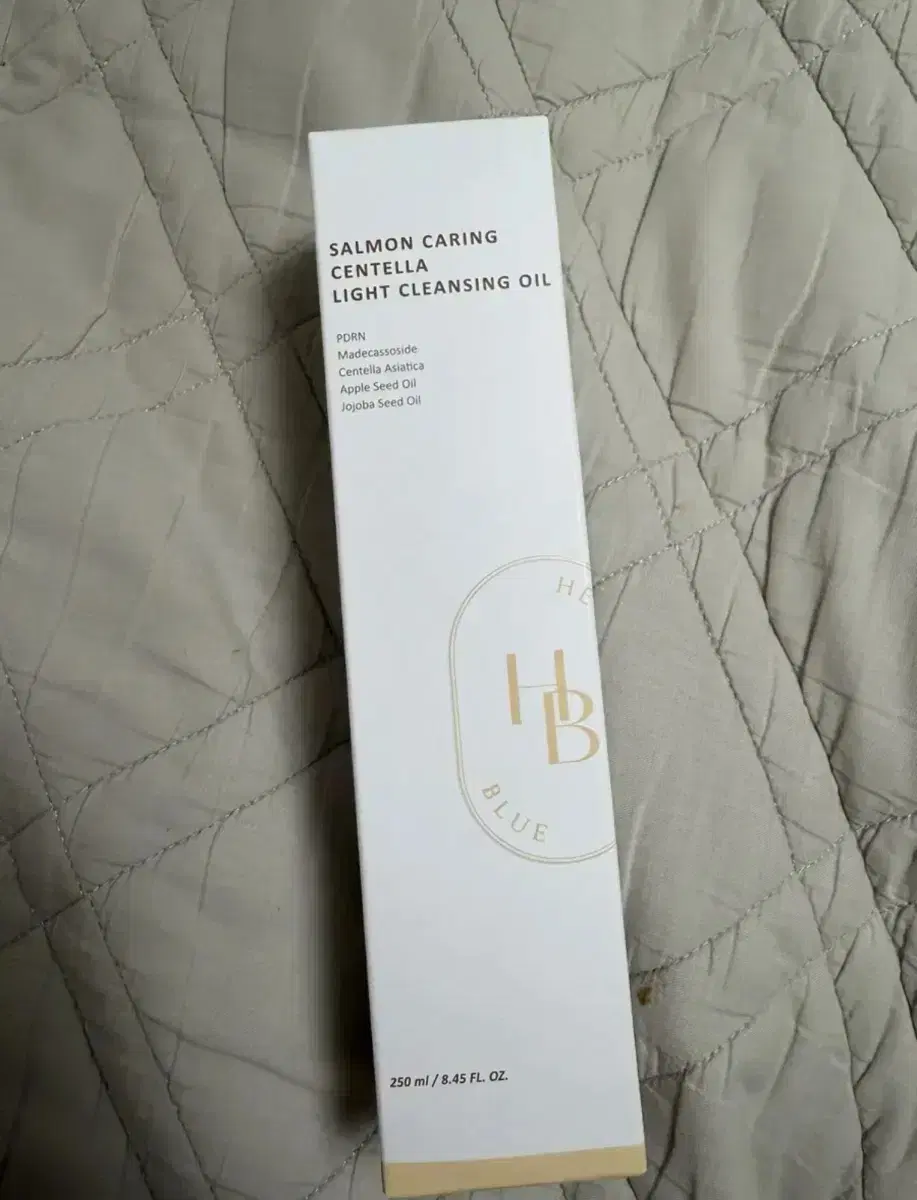 SALMON CARING
CENTELLA
LIGHT CLEANSING OIL
PDRN
Madecassoside
Centella Asiatica
Apple Seed Oil
Jojoba Seed Oil
HE
HB
BLUE
250 ml / 8.45 FL. OZ.